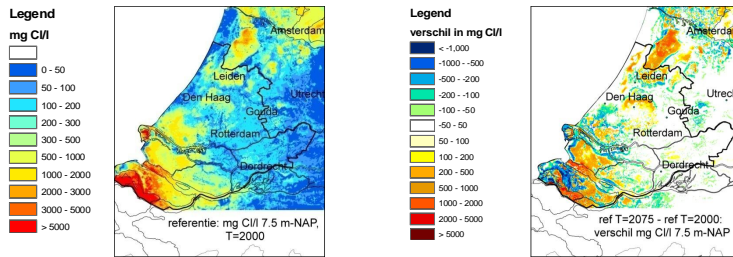 Legend
mg Cl/l
0 - 50
50 - 100
100 - 200
200 - 300
300 - 500
500 - 1000
1000 - 2000
2000 - 3000
3000 - 5000
> 5000
Amsterdam
Leiden
Den Haag
Utrech
Gouda
Rotterdam
Dordrecht
referentie: mg Cl/l 7.5 m-NAP,
T=2000
Legend
verschil in mg Cl/l
< -1,000
-1000 - -500
-500 - -200
-200 - -100
-100 - -50
-50 - 50
50 - 100
100 - 200
200 - 500
500 - 1000
1000 - 2000
2000 - 5000
> 5000
Amsterda
Leiden
Den Haag
Utrec
Gouda
Rotterdam
Dordrecht
ref T=2075 - ref T=2000:
verschil mg Cl/l 7.5 m-NAP